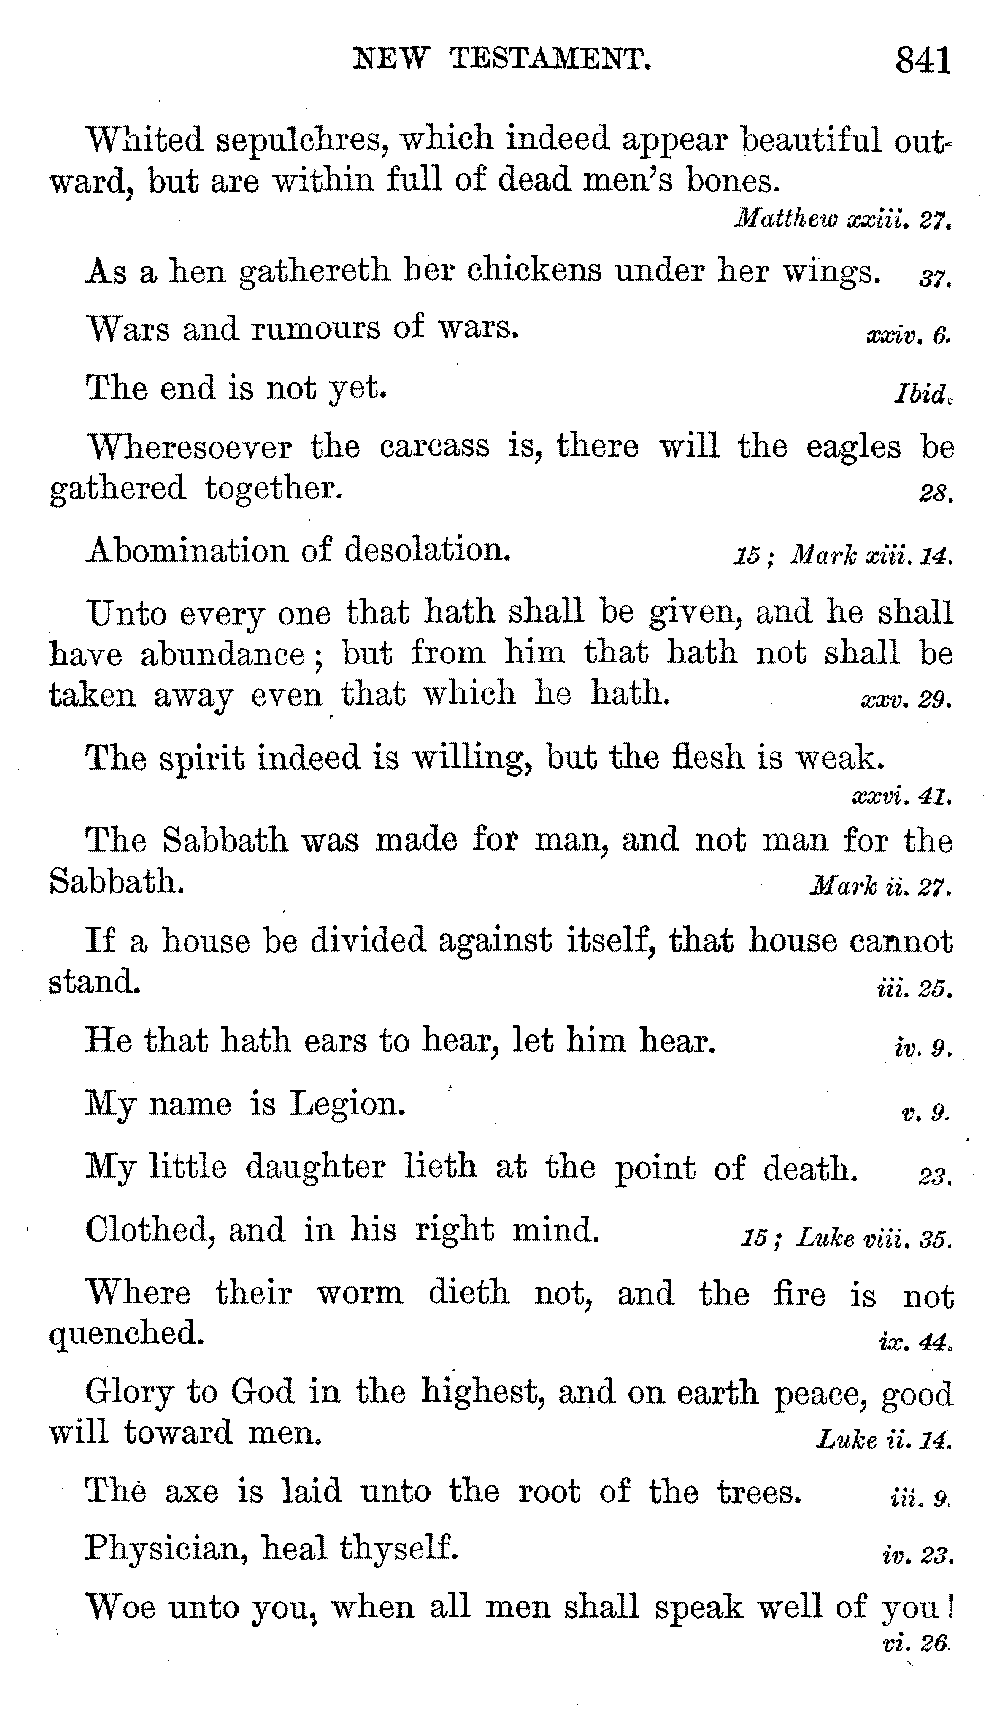 NEW TESTAMENT. 841
Whited sepulchres, which indeed appear beautiful out-
ward, but are within full of dead men's bones.
Matthew xxiii. 27.
As a hen gathereth her chickens under her wings. 37.
Wars and rumours of wars. xxiv. 6.
The end is not yet. Ibid.
Wheresoever the carcass is, there will the eagles be
gathered together. 28.
Abomination of desolation. 15; Mark xiii. 14.
Unto every one that hath shall be given, and he shall
have abundance; but from him that hath not shall be
taken away even that which he hath. xxv. 29.
The spirit indeed is willing, but the flesh is weak.
xxvi. 41.
The Sabbath was made for man, and not man for the
Sabbath. Mark ii. 27.
If a house be divided against itself, that house cannot
stand. iii. 25.
He that hath ears to hear, let him hear. iv. 9.
My name is Legion. v. 9.
My little daughter lieth at the point of death. 23.
Clothed, and in his right mind. 15; Luke viii. 35.
Where their worm dieth not, and the fire is not
quenched. ix. 44.
Glory to God in the highest, and on earth peace, good
will toward men. Luke ii. 14.
The axe is laid unto the root of the trees. iii. 9.
Physician, heal thyself. iv. 23.
Woe unto you, when all men shall speak well of you!
vi. 26.